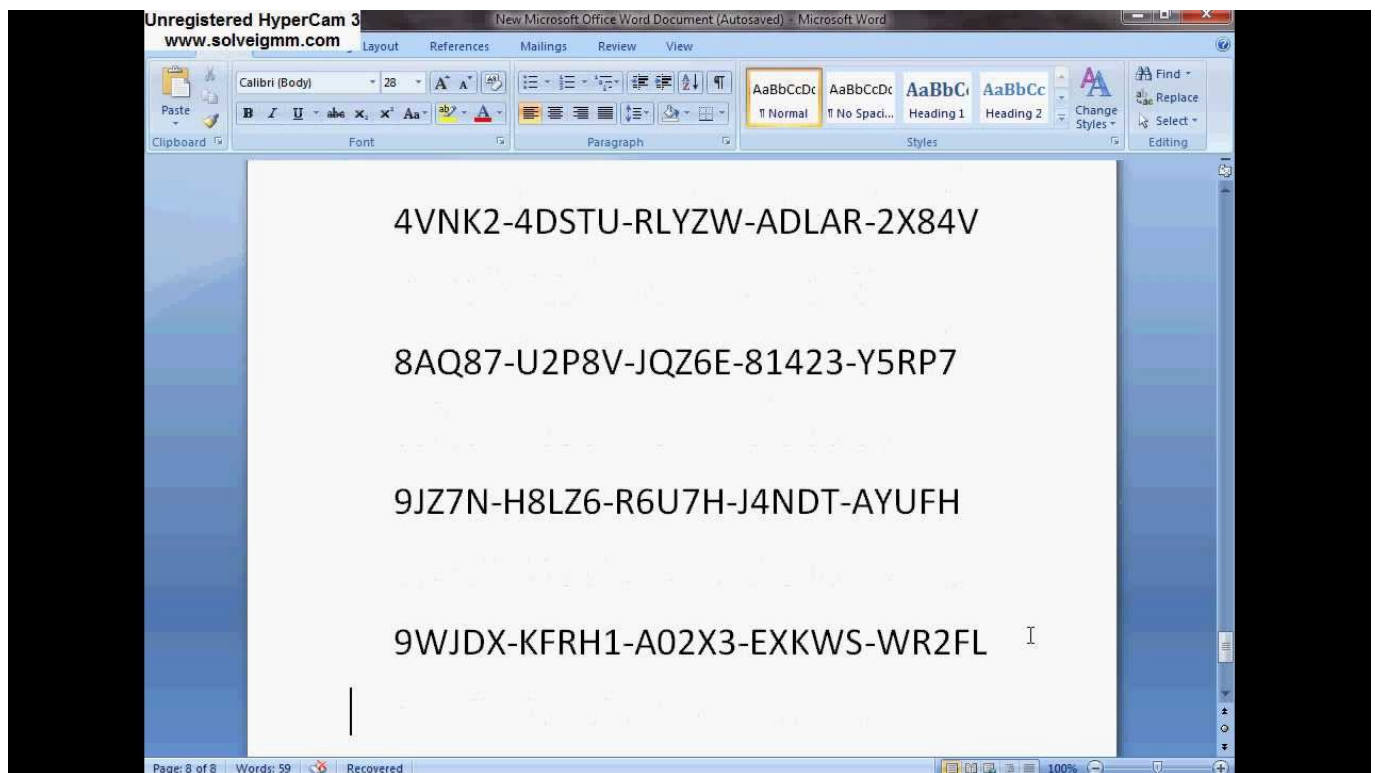 Unregistered HyperCam 3
www.solveigmm.com
New Microsoft Office Word Document (Autosaved) - Microsoft Word
Layout References Mailings Review View
Paste
Clipboard
Calibri (Body) 28
Font
Paragraph
AaBbCcDc AaBbCcDc AaBbC AaBbCc
¶ Normal ¶ No Spaci... Heading 1 Heading 2
Change Styles
Styles
Find
Replace
Select
Editing
4VNK2-4DSTU-RLYZW-ADLAR-2X84V
8AQ87-U2P8V-JQZ6E-81423-Y5RP7
9JZ7N-H8LZ6-R6U7H-J4NDT-AYUFH
9WJDX-KFRH1-A02X3-EXKWS-WR2FL
Page: 8 of 8 Words: 59 Recovered 100%